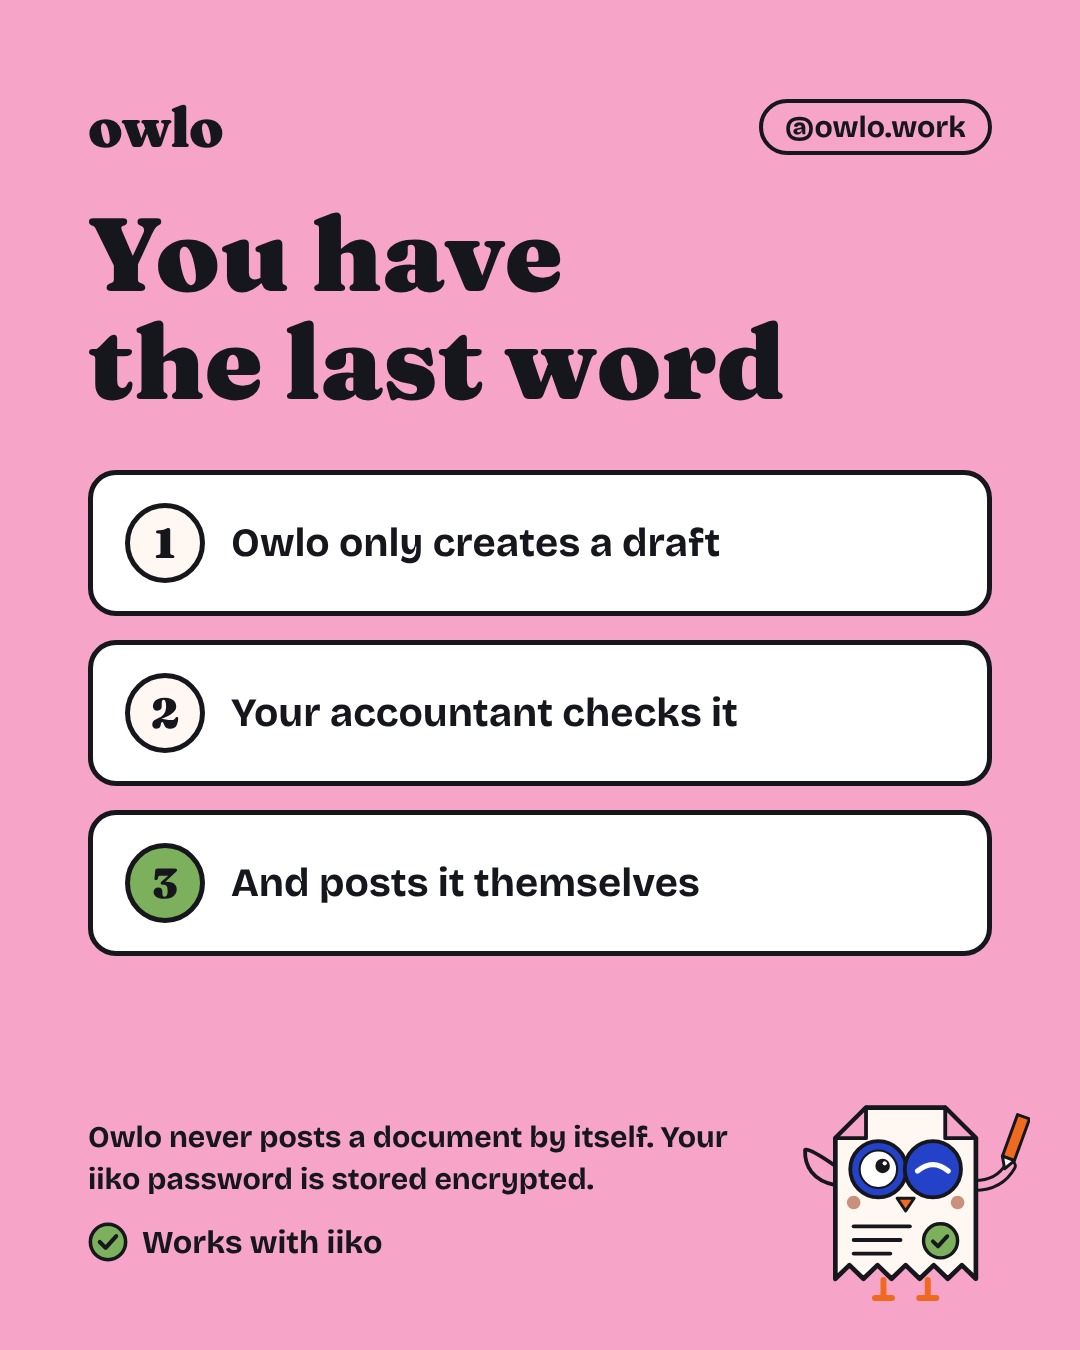 owlo
@owlo.work
You have
the last word
1 Owlo only creates a draft
2 Your accountant checks it
3 And posts it themselves
Owlo never posts a document by itself. Your
iiko password is stored encrypted.
Works with iiko